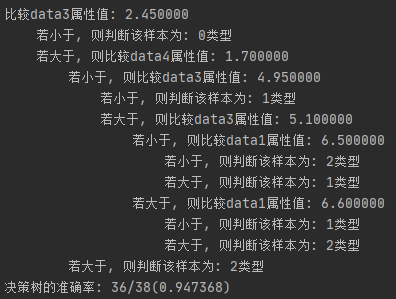 比较data3属性值: 2.450000
若小于, 则判断该样本为: 0类型
若大于, 则比较data4属性值: 1.700000
若小于, 则比较data3属性值: 4.950000
若小于, 则判断该样本为: 1类型
若大于, 则比较data3属性值: 5.100000
若小于, 则比较data1属性值: 6.500000
若小于, 则判断该样本为: 2类型
若大于, 则判断该样本为: 1类型
若大于, 则比较data1属性值: 6.600000
若小于, 则判断该样本为: 1类型
若大于, 则判断该样本为: 2类型
若大于, 则判断该样本为: 2类型
决策树的准确率: 36/38(0.947368)